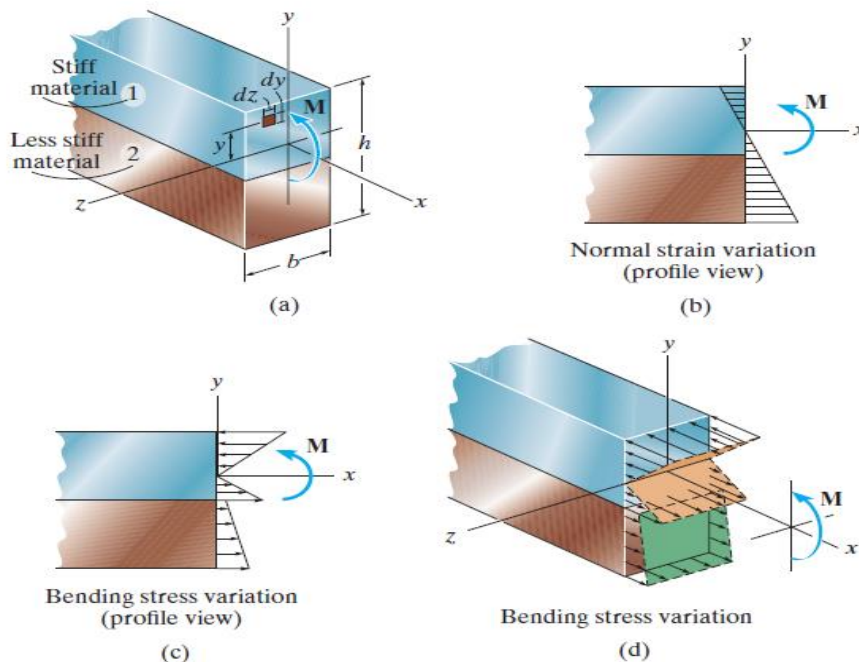 y
Stiff
material 1
dy
dz
M
y
h
Less stiff
material
2
z
x
b
(a)
y
M
x
Normal strain variation
(profile view)
(b)
y
M
x
Bending stress variation
(profile view)
(c)
y
M
z
x
Bending stress variation
(d)